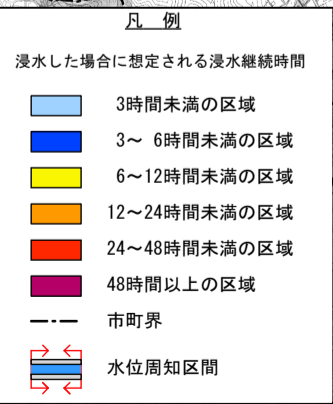 凡 例
浸水した場合に想定される浸水継続時間
3時間未満の区域
3～ 6時間未満の区域
6～12時間未満の区域
12～24時間未満の区域
24～48時間未満の区域
48時間以上の区域
市町界
水位周知区間